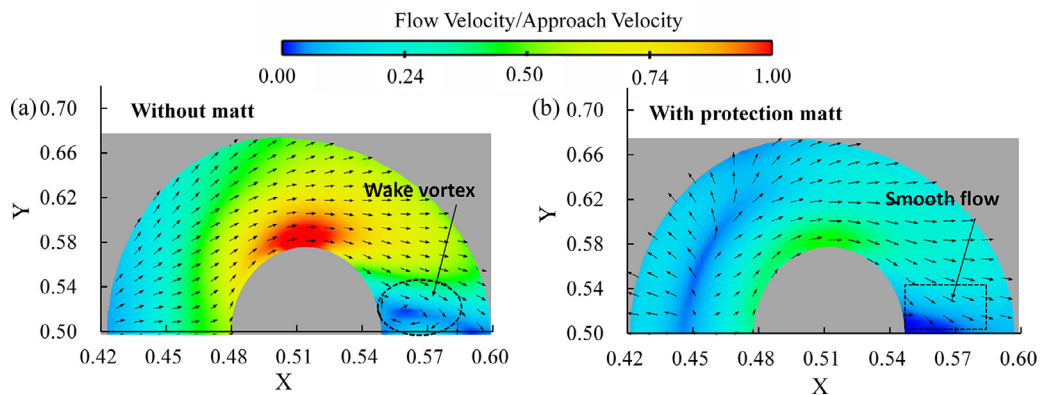 Flow Velocity/Approach Velocity
0.00 0.24 0.50 0.74 1.00
(a)
Without matt
0.70
0.66
0.62
0.58
0.54
0.50
Y
Wake vortex
0.42 0.45 0.48 0.51 0.54 0.57 0.60
X
(b)
With protection matt
0.70
0.66
0.62
0.58
0.54
0.50
Y
Smooth flow
0.42 0.45 0.48 0.51 0.54 0.57 0.60
X